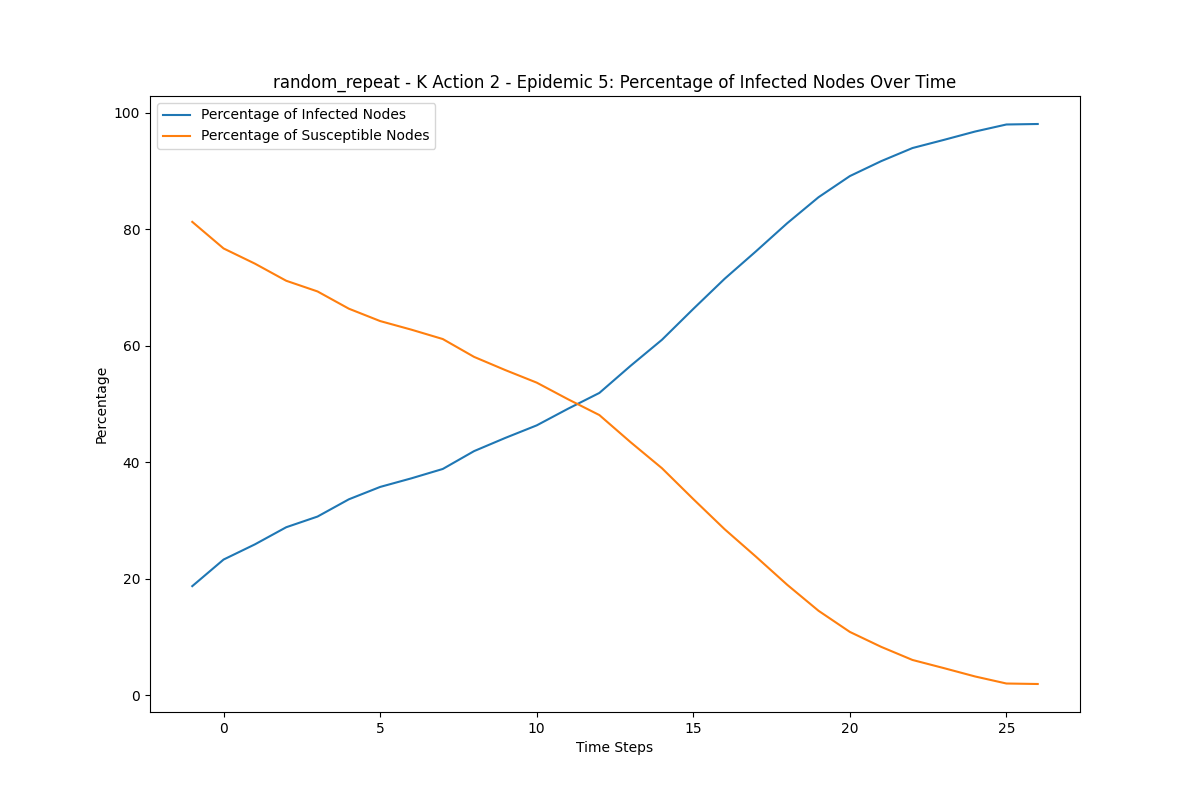 random_repeat - K Action 2 - Epidemic 5: Percentage of Infected Nodes Over Time
Percentage of Infected Nodes
Percentage of Susceptible Nodes
100
80
60
40
20
0
Percentage
0 5 10 15 20 25
Time Steps